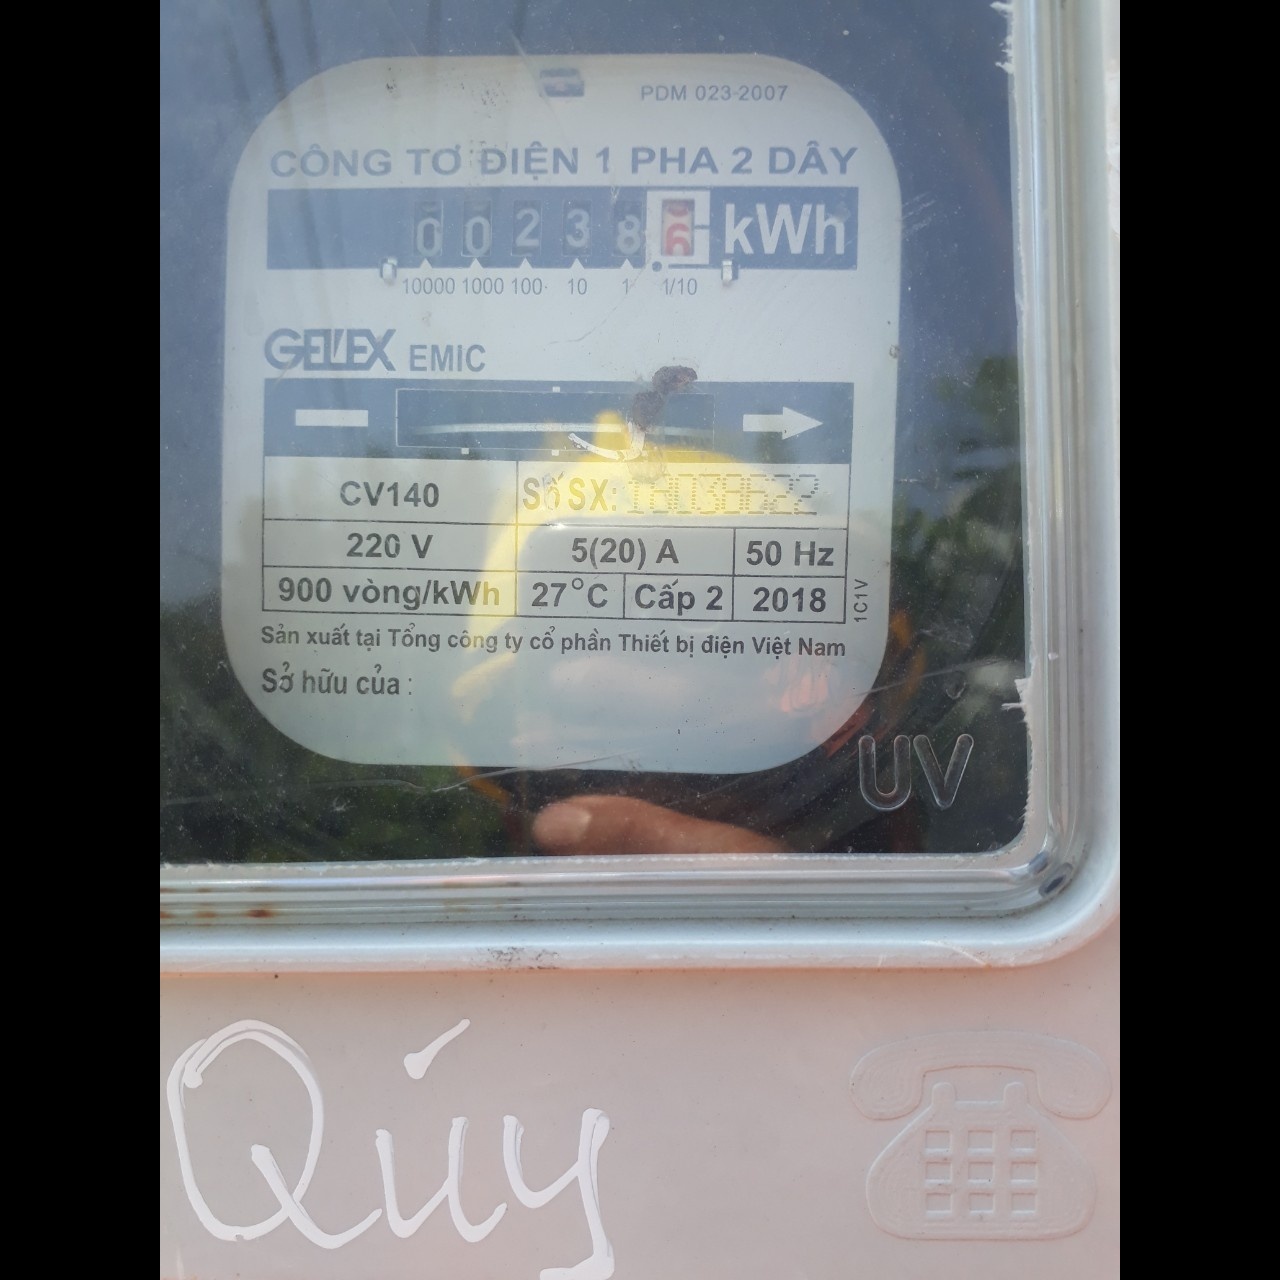 PDM 023-2007
CÔNG TƠ ĐIỆN 1 PHA 2 DÂY
0 0 2 3 8 6 kWh
10000 1000 100 10 1 1/10
GELEX EMIC
CV140 Số SX: 18038622
220 V 5(20) A 50 Hz
900 vòng/kWh 27°C Cấp 2 2018
1C1V
Sản xuất tại Tổng công ty cổ phần Thiết bị điện Việt Nam
Sở hữu của :
UV
Qúy